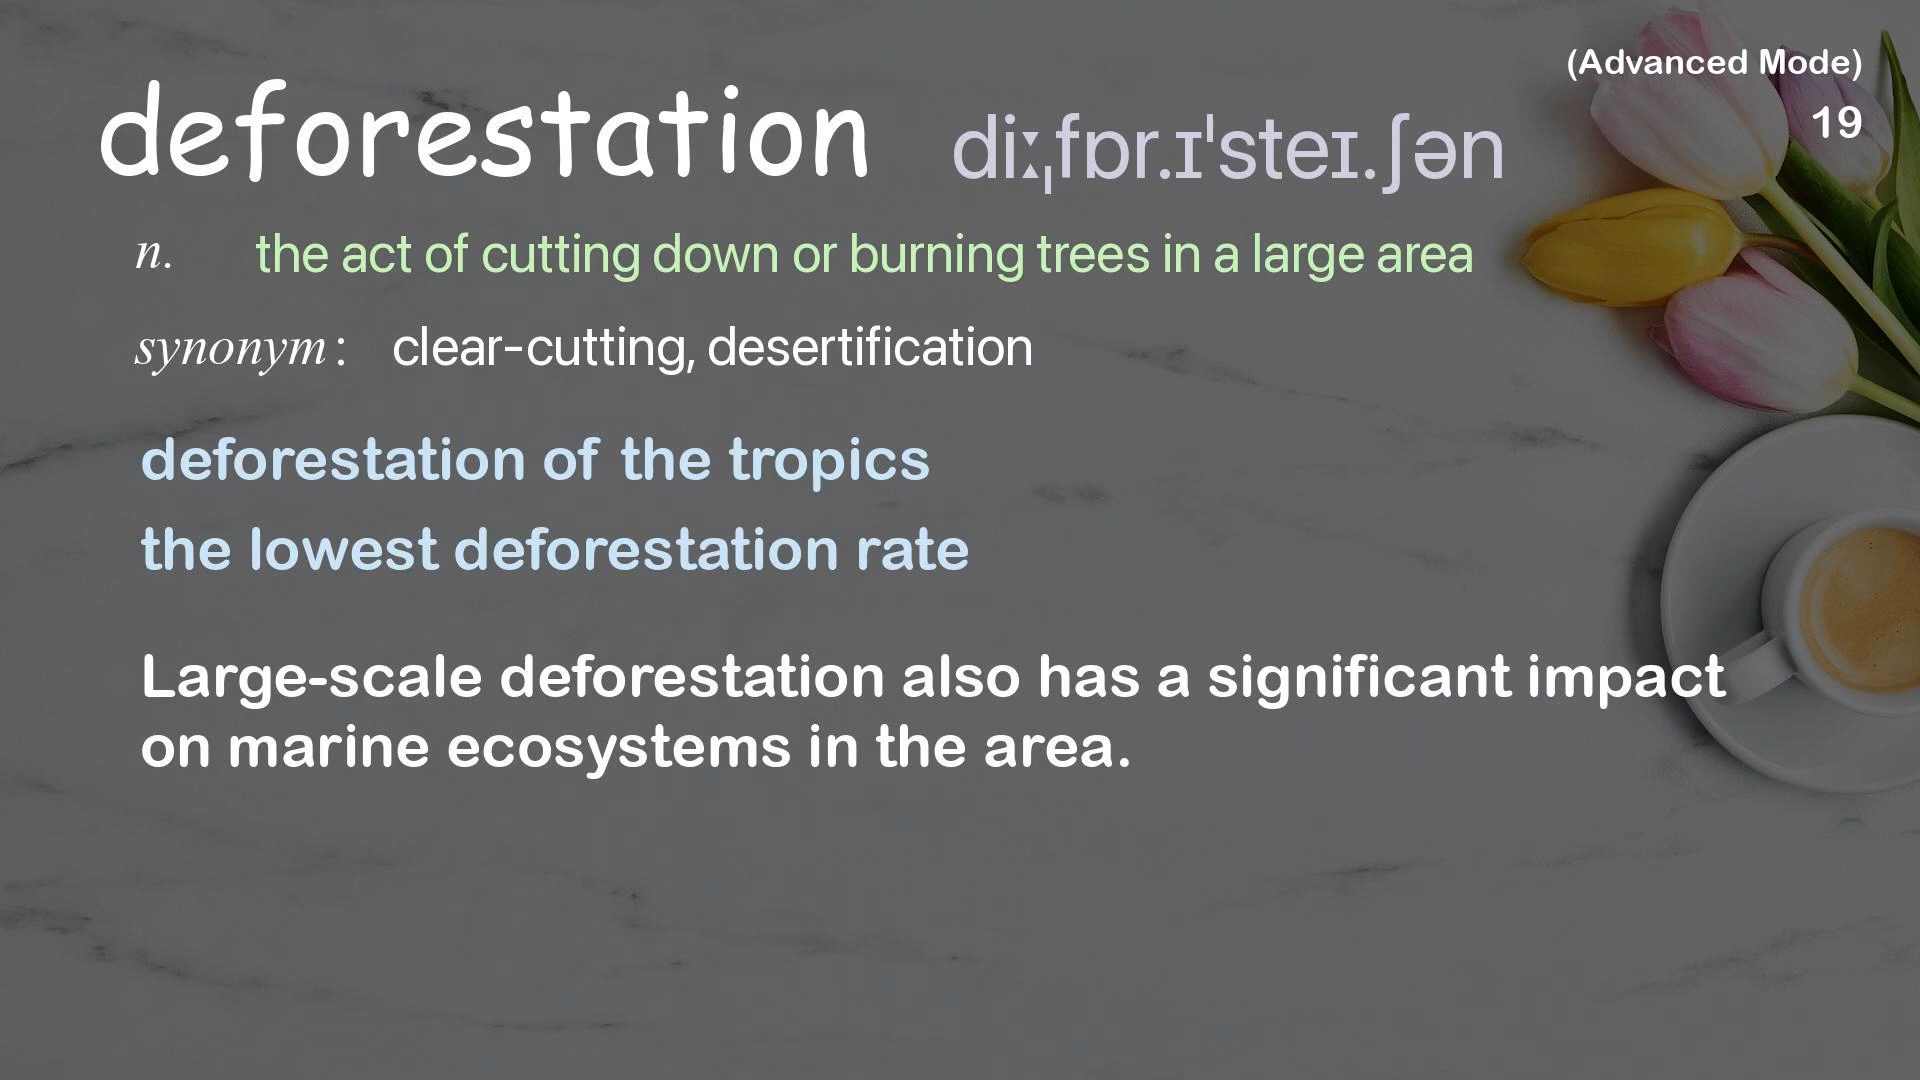 (Advanced Mode)
19
deforestation diːˌfɒr.ɪˈsteɪ.ʃən
n. the act of cutting down or burning trees in a large area
synonym: clear-cutting, desertification
deforestation of the tropics
the lowest deforestation rate
Large-scale deforestation also has a significant impact
on marine ecosystems in the area.